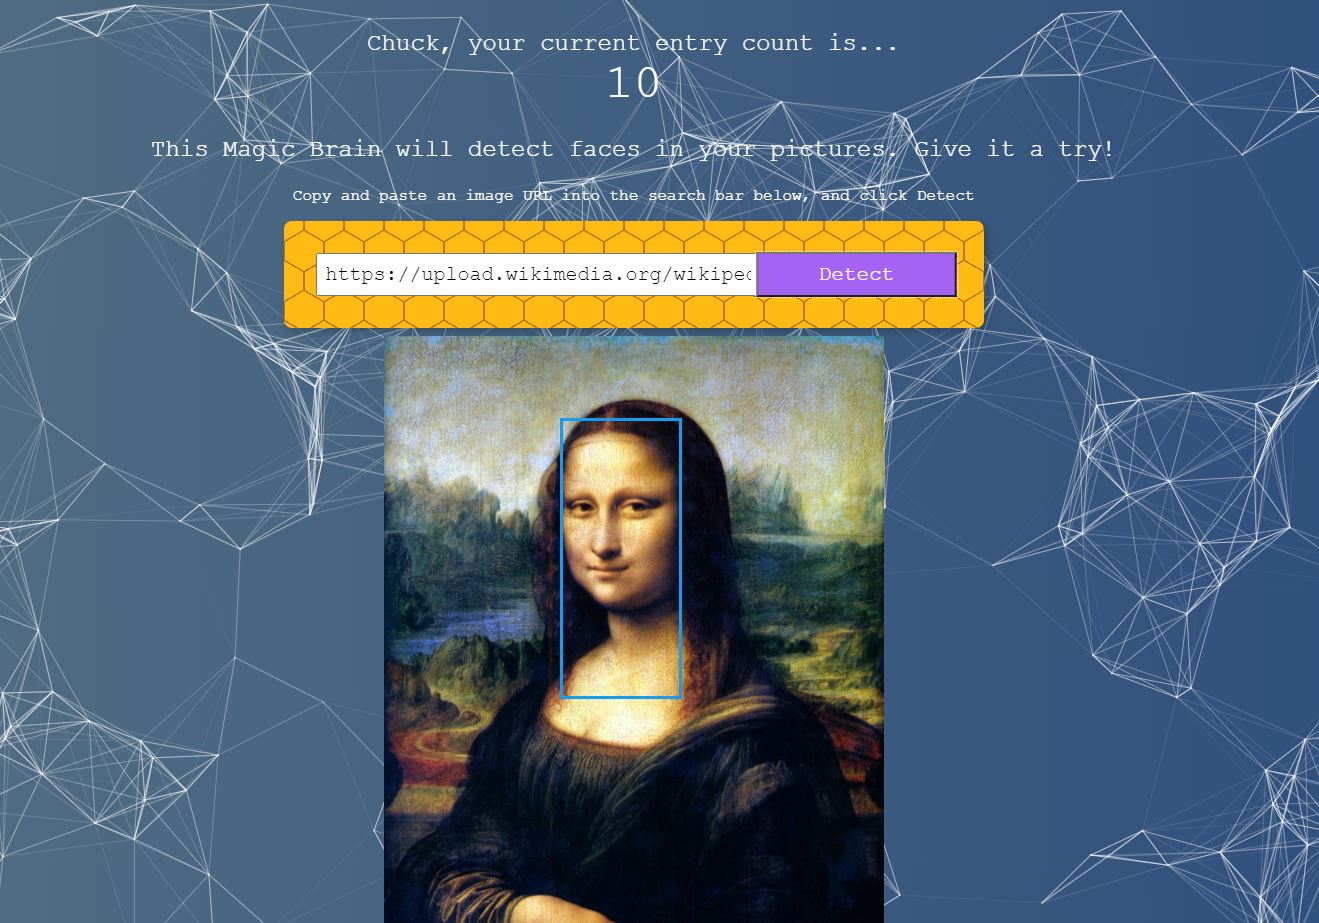 Chuck, your current entry count is...
10
This Magic Brain will detect faces in your pictures. Give it a try!
Copy and paste an image URL into the search bar below, and click Detect
https://upload.wikimedia.org/wikiped
Detect